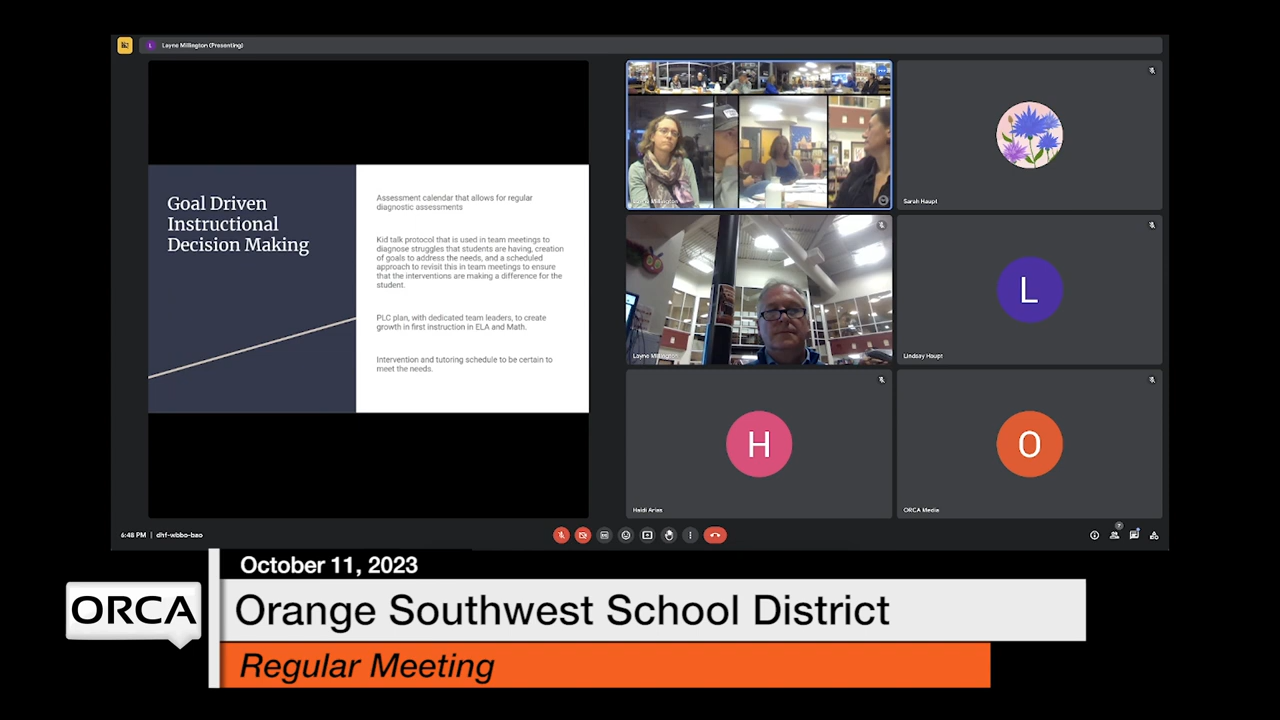 L
Layne Millington (Presenting)
Goal Driven
Instructional
Decision Making
Assessment calendar that allows for regular
diagnostic assessments
Kid talk protocol that is used in team meetings to
diagnose struggles that students are having, creation
of goals to address the needs, and a scheduled
approach to revisit this in team meetings to ensure
that the interventions are making a difference for the
student.
PLC plan, with dedicated team leaders, to create
growth in first instruction in ELA and Math.
Intervention and tutoring schedule to be certain to
meet the needs.
Sarah Haupt
Layne Millington
L
Lindsay Haupt
H
Haidi Arias
O
ORCA Media
6:48 PM | dhf-wbbo-bao
7
October 11, 2023
ORCA
Orange Southwest School District
Regular Meeting